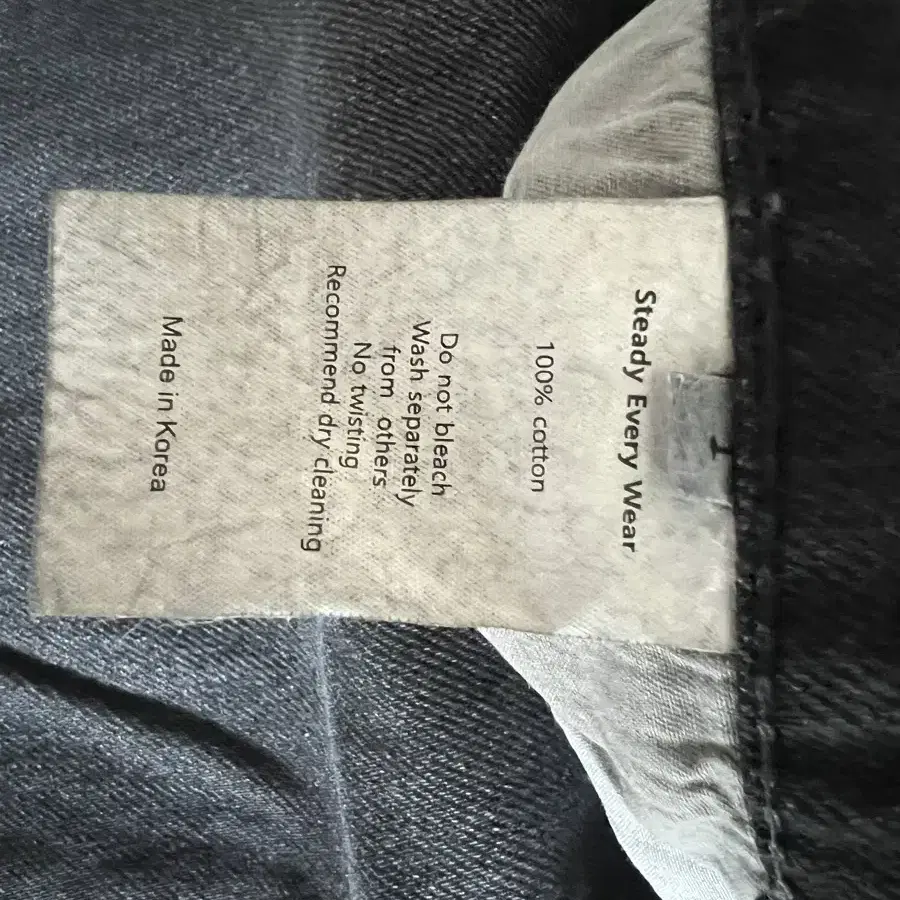 Steady Every Wear
100% cotton
Do not bleach
Wash separately
from others
No twisting
Recommend dry cleaning
Made in Korea